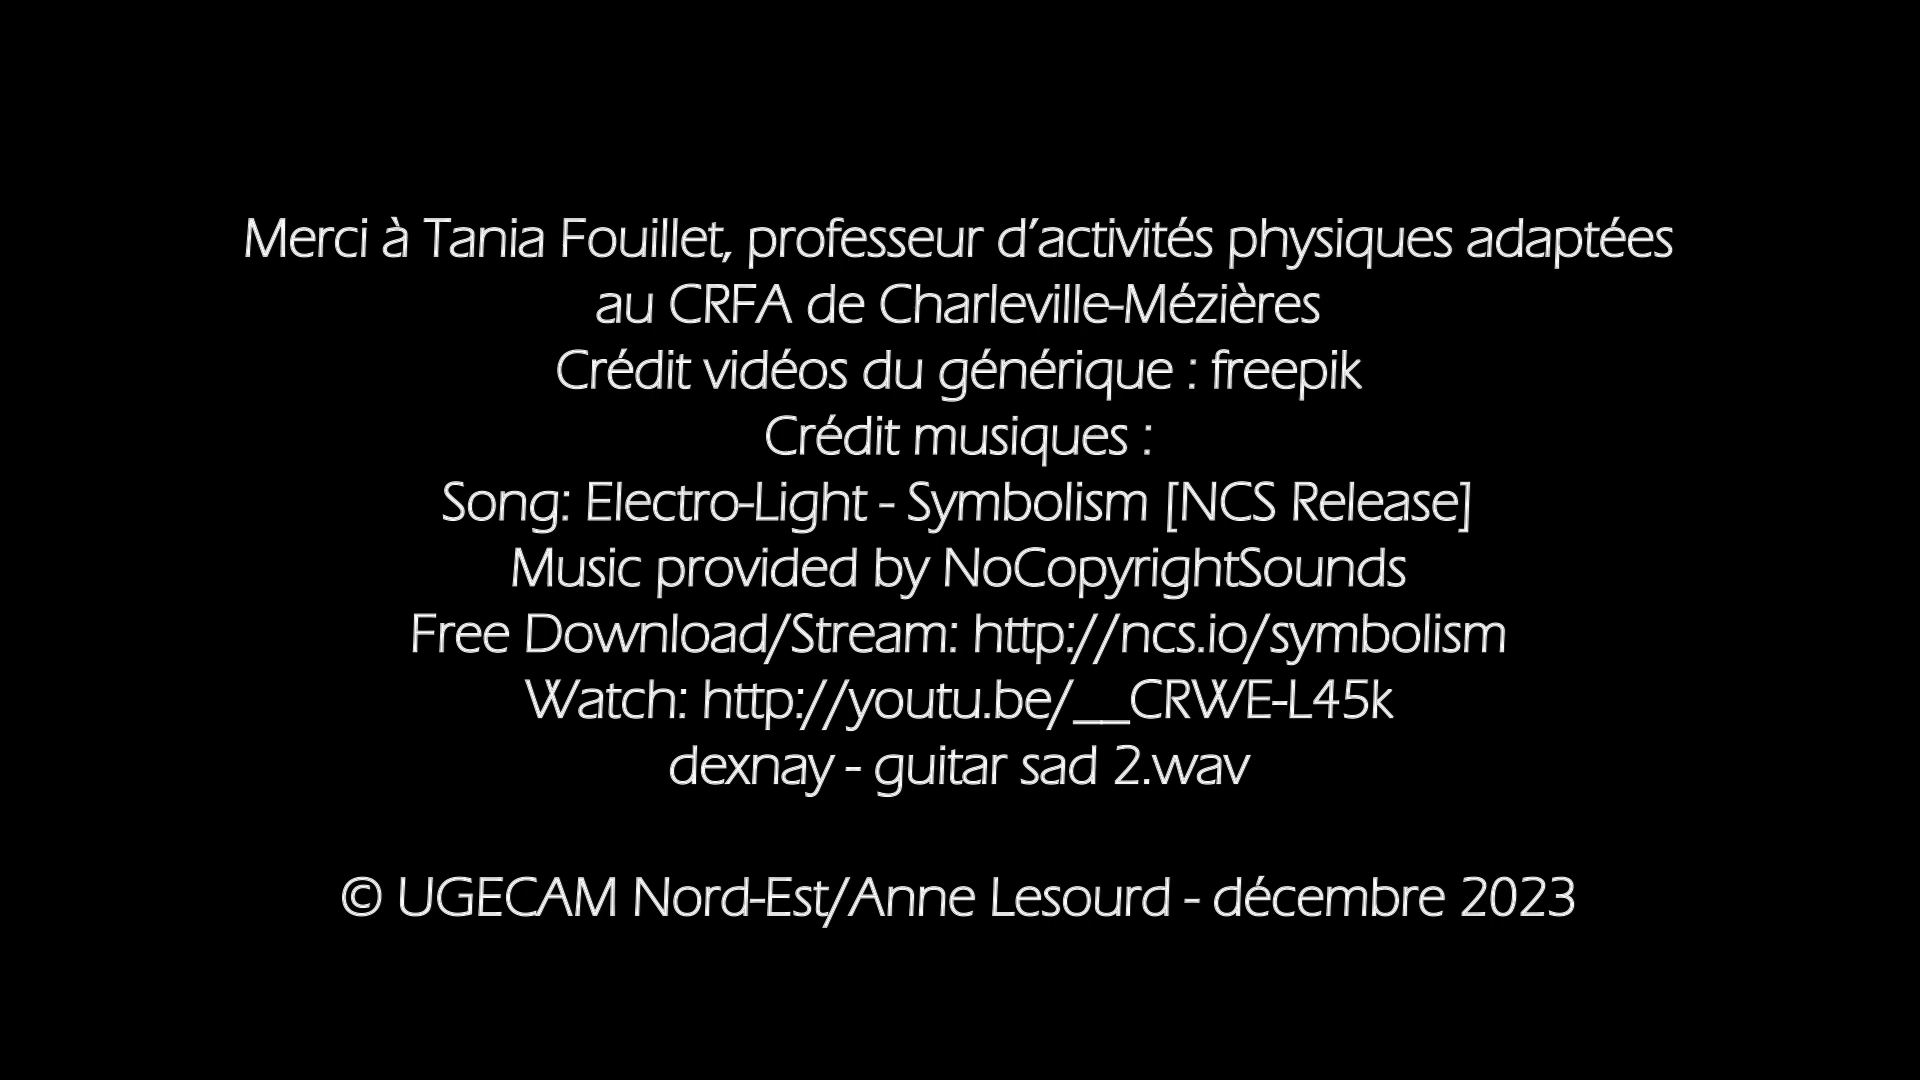 Merci à Tania Fouillet, professeur d'activités physiques adaptées
au CRFA de Charleville-Mézières
Crédit vidéos du générique : freepik
Crédit musiques :
Song: Electro-Light - Symbolism [NCS Release]
Music provided by NoCopyrightSounds
Free Download/Stream: http://ncs.io/symbolism
Watch: http://youtu.be/__CRWE-L45k
dexnay - guitar sad 2.wav
© UGECAM Nord-Est/Anne Lesourd - décembre 2023